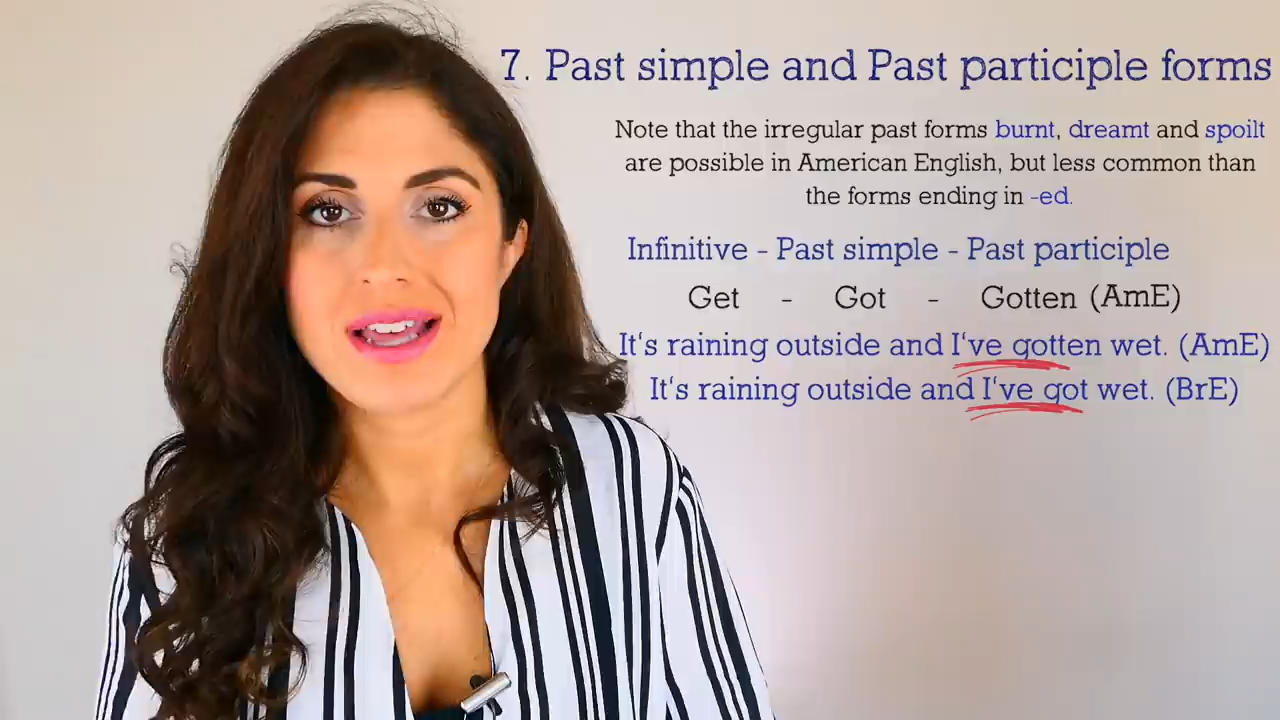 7. Past simple and Past participle forms
Note that the irregular past forms burnt, dreamt and spoilt
are possible in American English, but less common than
the forms ending in -ed.
Infinitive - Past simple - Past participle
Get - Got - Gotten (AmE)
It's raining outside and I've gotten wet. (AmE)
It's raining outside and I've got wet. (BrE)